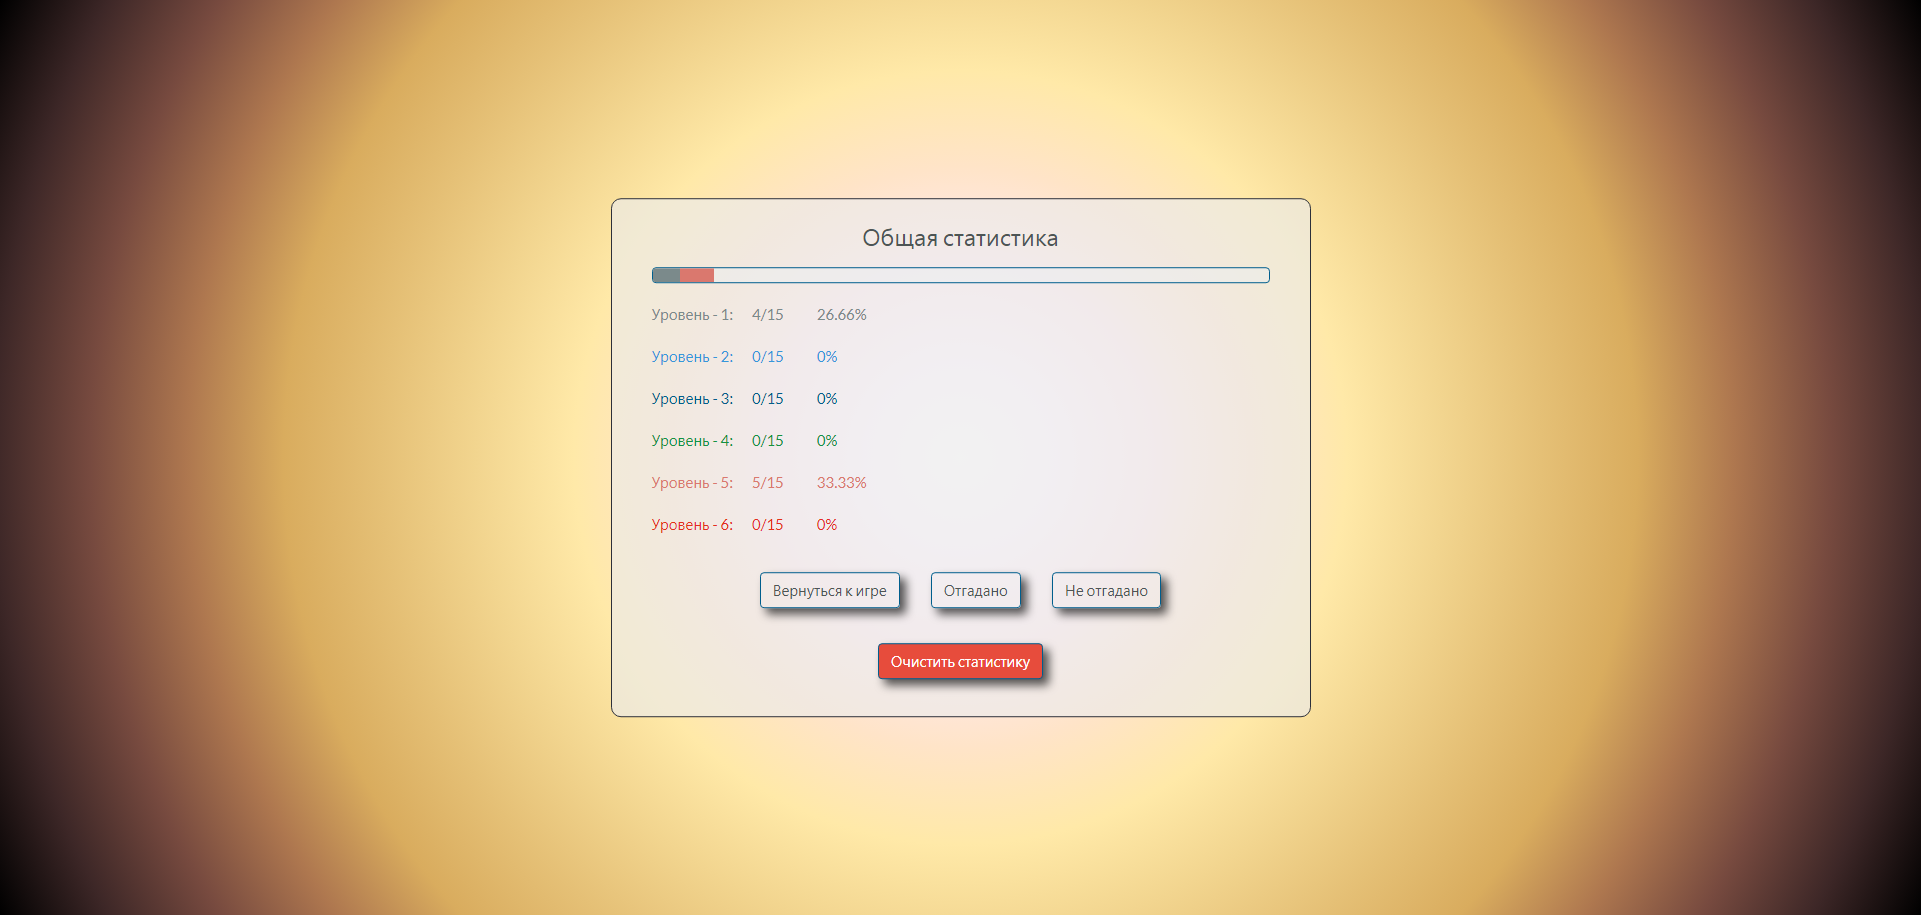 Общая статистика
Уровень - 1: 4/15 26.66%
Уровень - 2: 0/15 0%
Уровень - 3: 0/15 0%
Уровень - 4: 0/15 0%
Уровень - 5: 5/15 33.33%
Уровень - 6: 0/15 0%
Вернуться к игре Отгадано Не отгадано
Очистить статистику